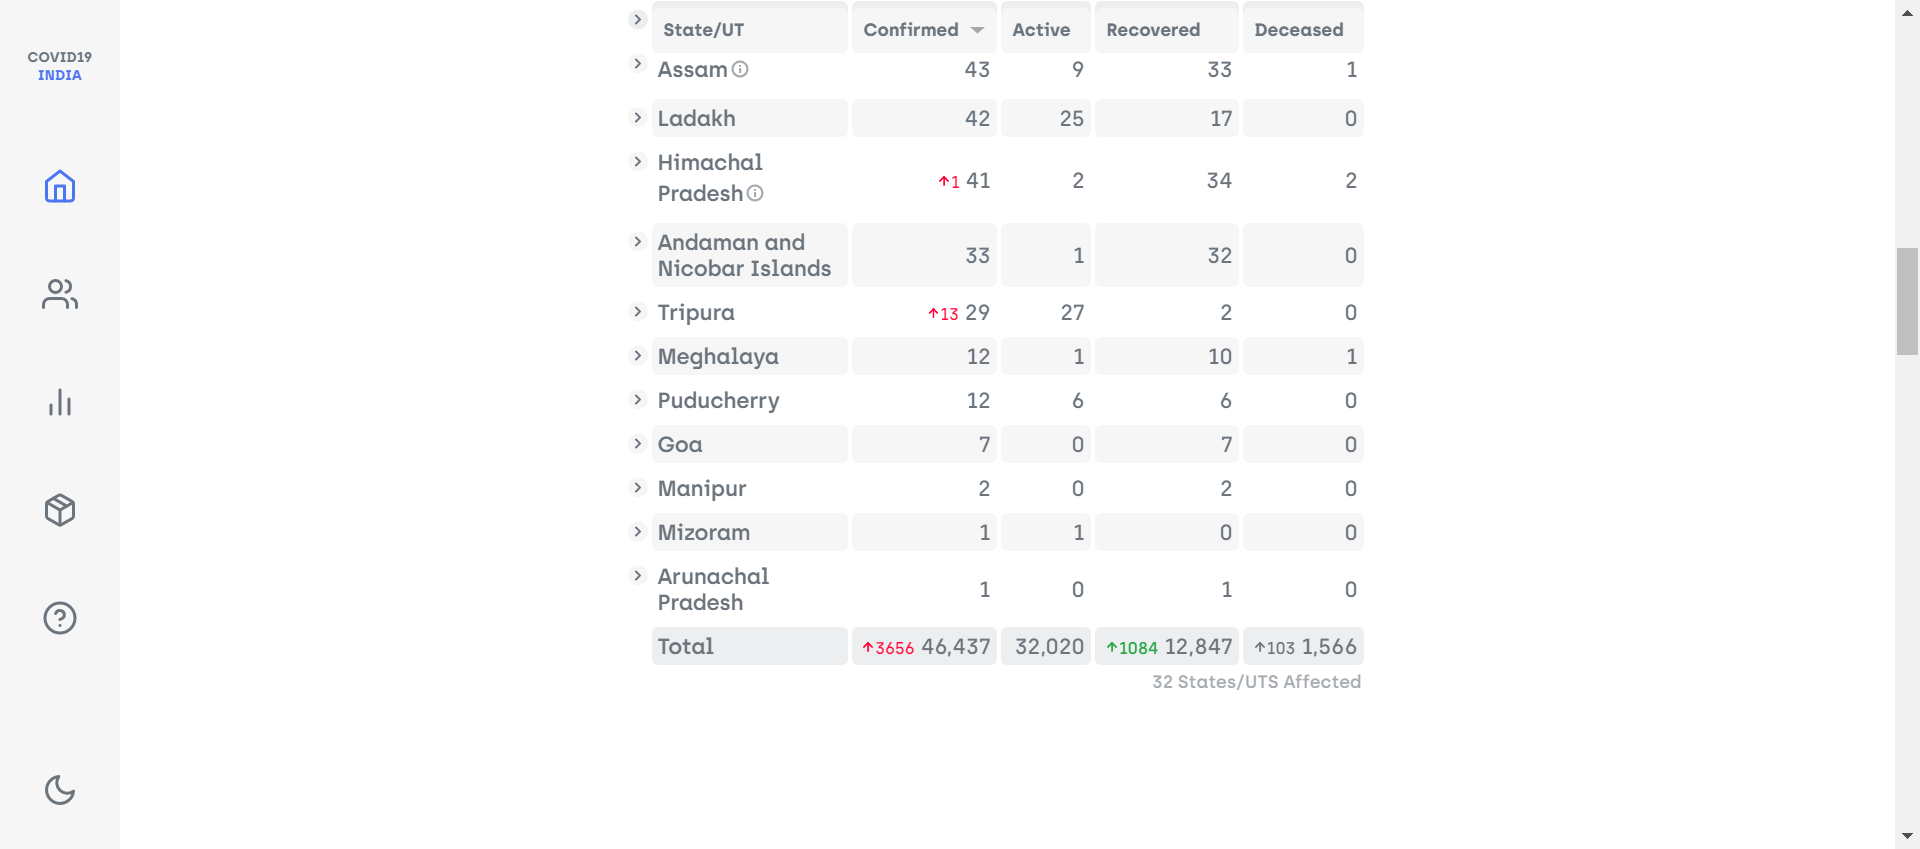 COVID19
INDIA
State/UT Confirmed Active Recovered Deceased
Assam 43 9 33 1
Ladakh 42 25 17 0
Himachal
Pradesh ↑1 41 2 34 2
Andaman and
Nicobar Islands 33 1 32 0
Tripura ↑13 29 27 2 0
Meghalaya 12 1 10 1
Puducherry 12 6 6 0
Goa 7 0 7 0
Manipur 2 0 2 0
Mizoram 1 1 0 0
Arunachal
Pradesh 1 0 1 0
Total ↑3656 46,437 32,020 ↑1084 12,847 ↑103 1,566
32 States/UTS Affected